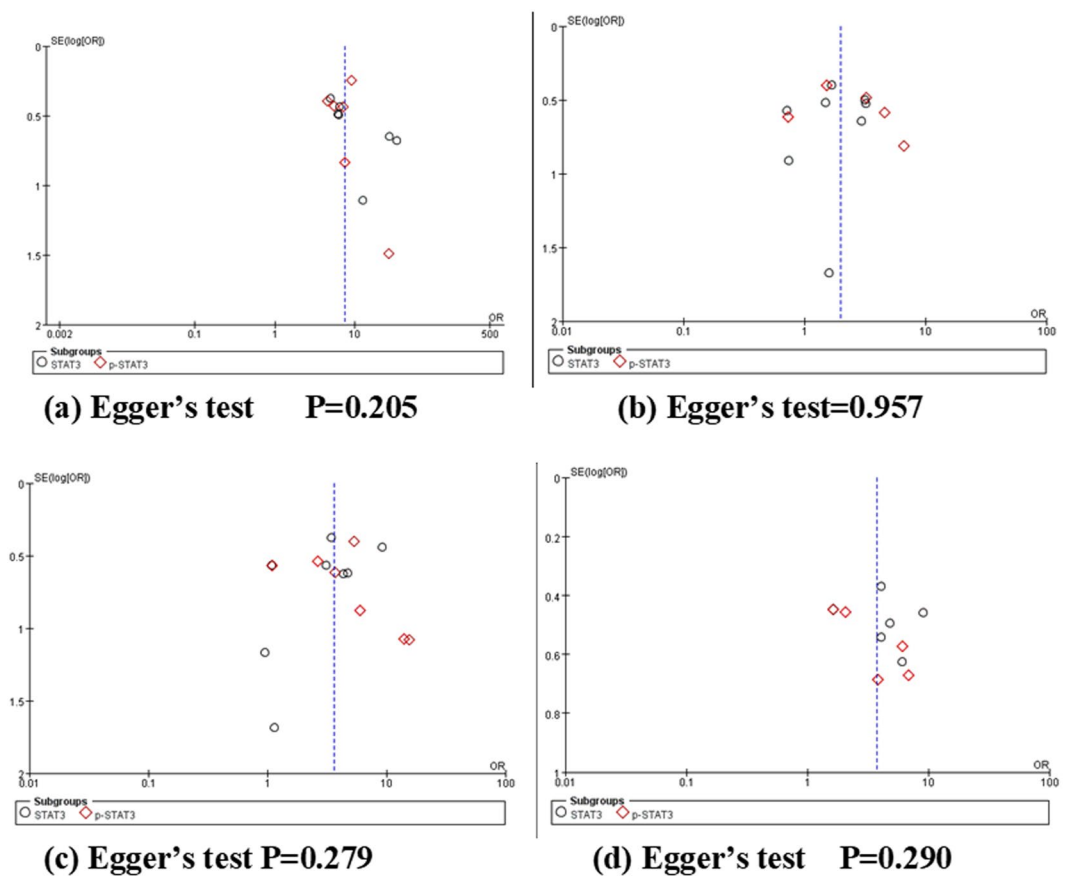 SE(log[OR])
0
0.5
1
1.5
2
0.002
0.1
1
10
500
OR
Subgroups
STAT3
p-STAT3
(a) Egger’s test P=0.205
SE(log[OR])
0
0.5
1
1.5
2
0.01
0.1
1
10
100
OR
Subgroups
STAT3
p-STAT3
(b) Egger’s test=0.957
SE(log[OR])
0
0.5
1
1.5
2
0.01
0.1
1
10
100
OR
Subgroups
STAT3
p-STAT3
(c) Egger’s test P=0.279
SE(log[OR])
0
0.2
0.4
0.6
0.8
1
0.01
0.1
1
10
100
OR
Subgroups
STAT3
p-STAT3
(d) Egger’s test P=0.290